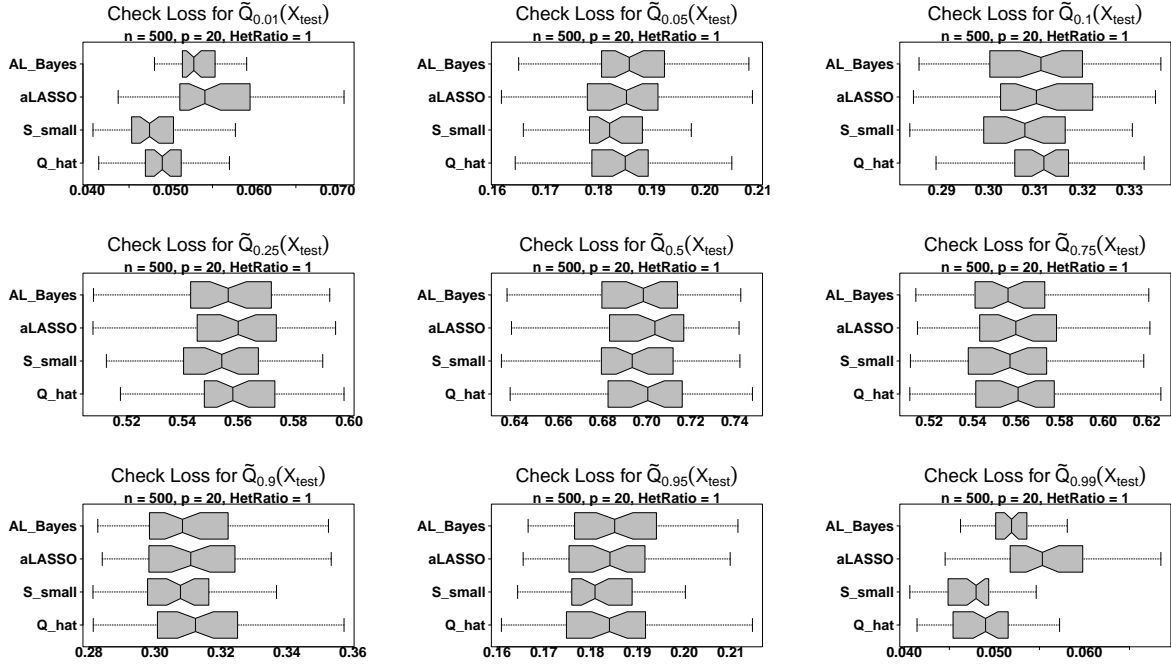 Check Loss for Q̃0.01(Xtest)
n = 500, p = 20, HetRatio = 1
AL_Bayes
aLASSO
S_small
Q_hat
0.040 0.050 0.060 0.070
Check Loss for Q̃0.05(Xtest)
n = 500, p = 20, HetRatio = 1
AL_Bayes
aLASSO
S_small
Q_hat
0.16 0.17 0.18 0.19 0.20 0.21
Check Loss for Q̃0.1(Xtest)
n = 500, p = 20, HetRatio = 1
AL_Bayes
aLASSO
S_small
Q_hat
0.29 0.30 0.31 0.32 0.33
Check Loss for Q̃0.25(Xtest)
n = 500, p = 20, HetRatio = 1
AL_Bayes
aLASSO
S_small
Q_hat
0.52 0.54 0.56 0.58 0.60
Check Loss for Q̃0.5(Xtest)
n = 500, p = 20, HetRatio = 1
AL_Bayes
aLASSO
S_small
Q_hat
0.64 0.66 0.68 0.70 0.72 0.74
Check Loss for Q̃0.75(Xtest)
n = 500, p = 20, HetRatio = 1
AL_Bayes
aLASSO
S_small
Q_hat
0.52 0.54 0.56 0.58 0.60 0.62
Check Loss for Q̃0.9(Xtest)
n = 500, p = 20, HetRatio = 1
AL_Bayes
aLASSO
S_small
Q_hat
0.28 0.30 0.32 0.34 0.36
Check Loss for Q̃0.95(Xtest)
n = 500, p = 20, HetRatio = 1
AL_Bayes
aLASSO
S_small
Q_hat
0.16 0.17 0.18 0.19 0.20 0.21
Check Loss for Q̃0.99(Xtest)
n = 500, p = 20, HetRatio = 1
AL_Bayes
aLASSO
S_small
Q_hat
0.040 0.050 0.060